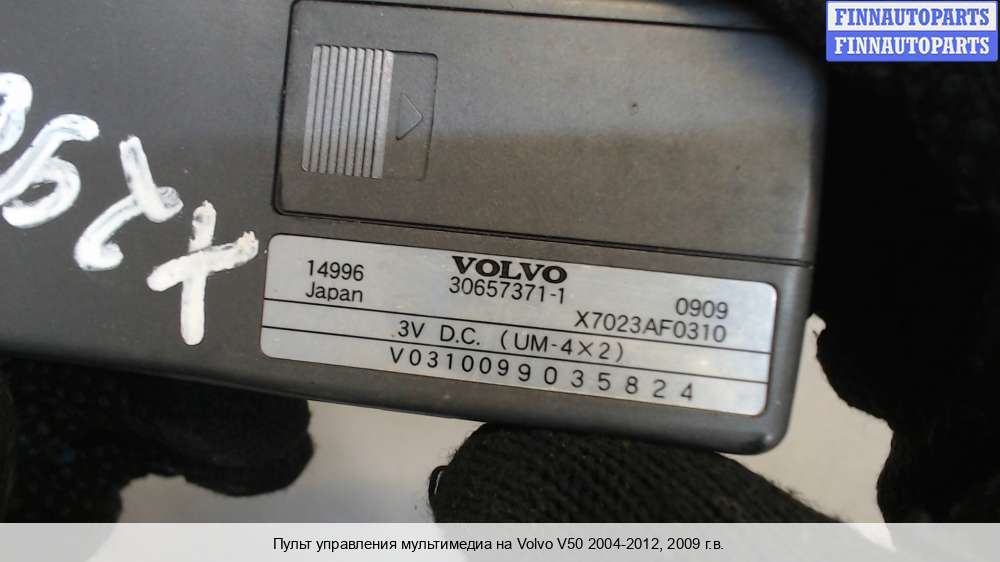 FINNAUTOPARTS
FINNAUTOPARTS
VOLVO
14996 30657371-1 0909
Japan X7023AF0310
3V D.C. (UM-4×2)
V0310099035824
Пульт управления мультимедиа на Volvo V50 2004-2012, 2009 г.в.